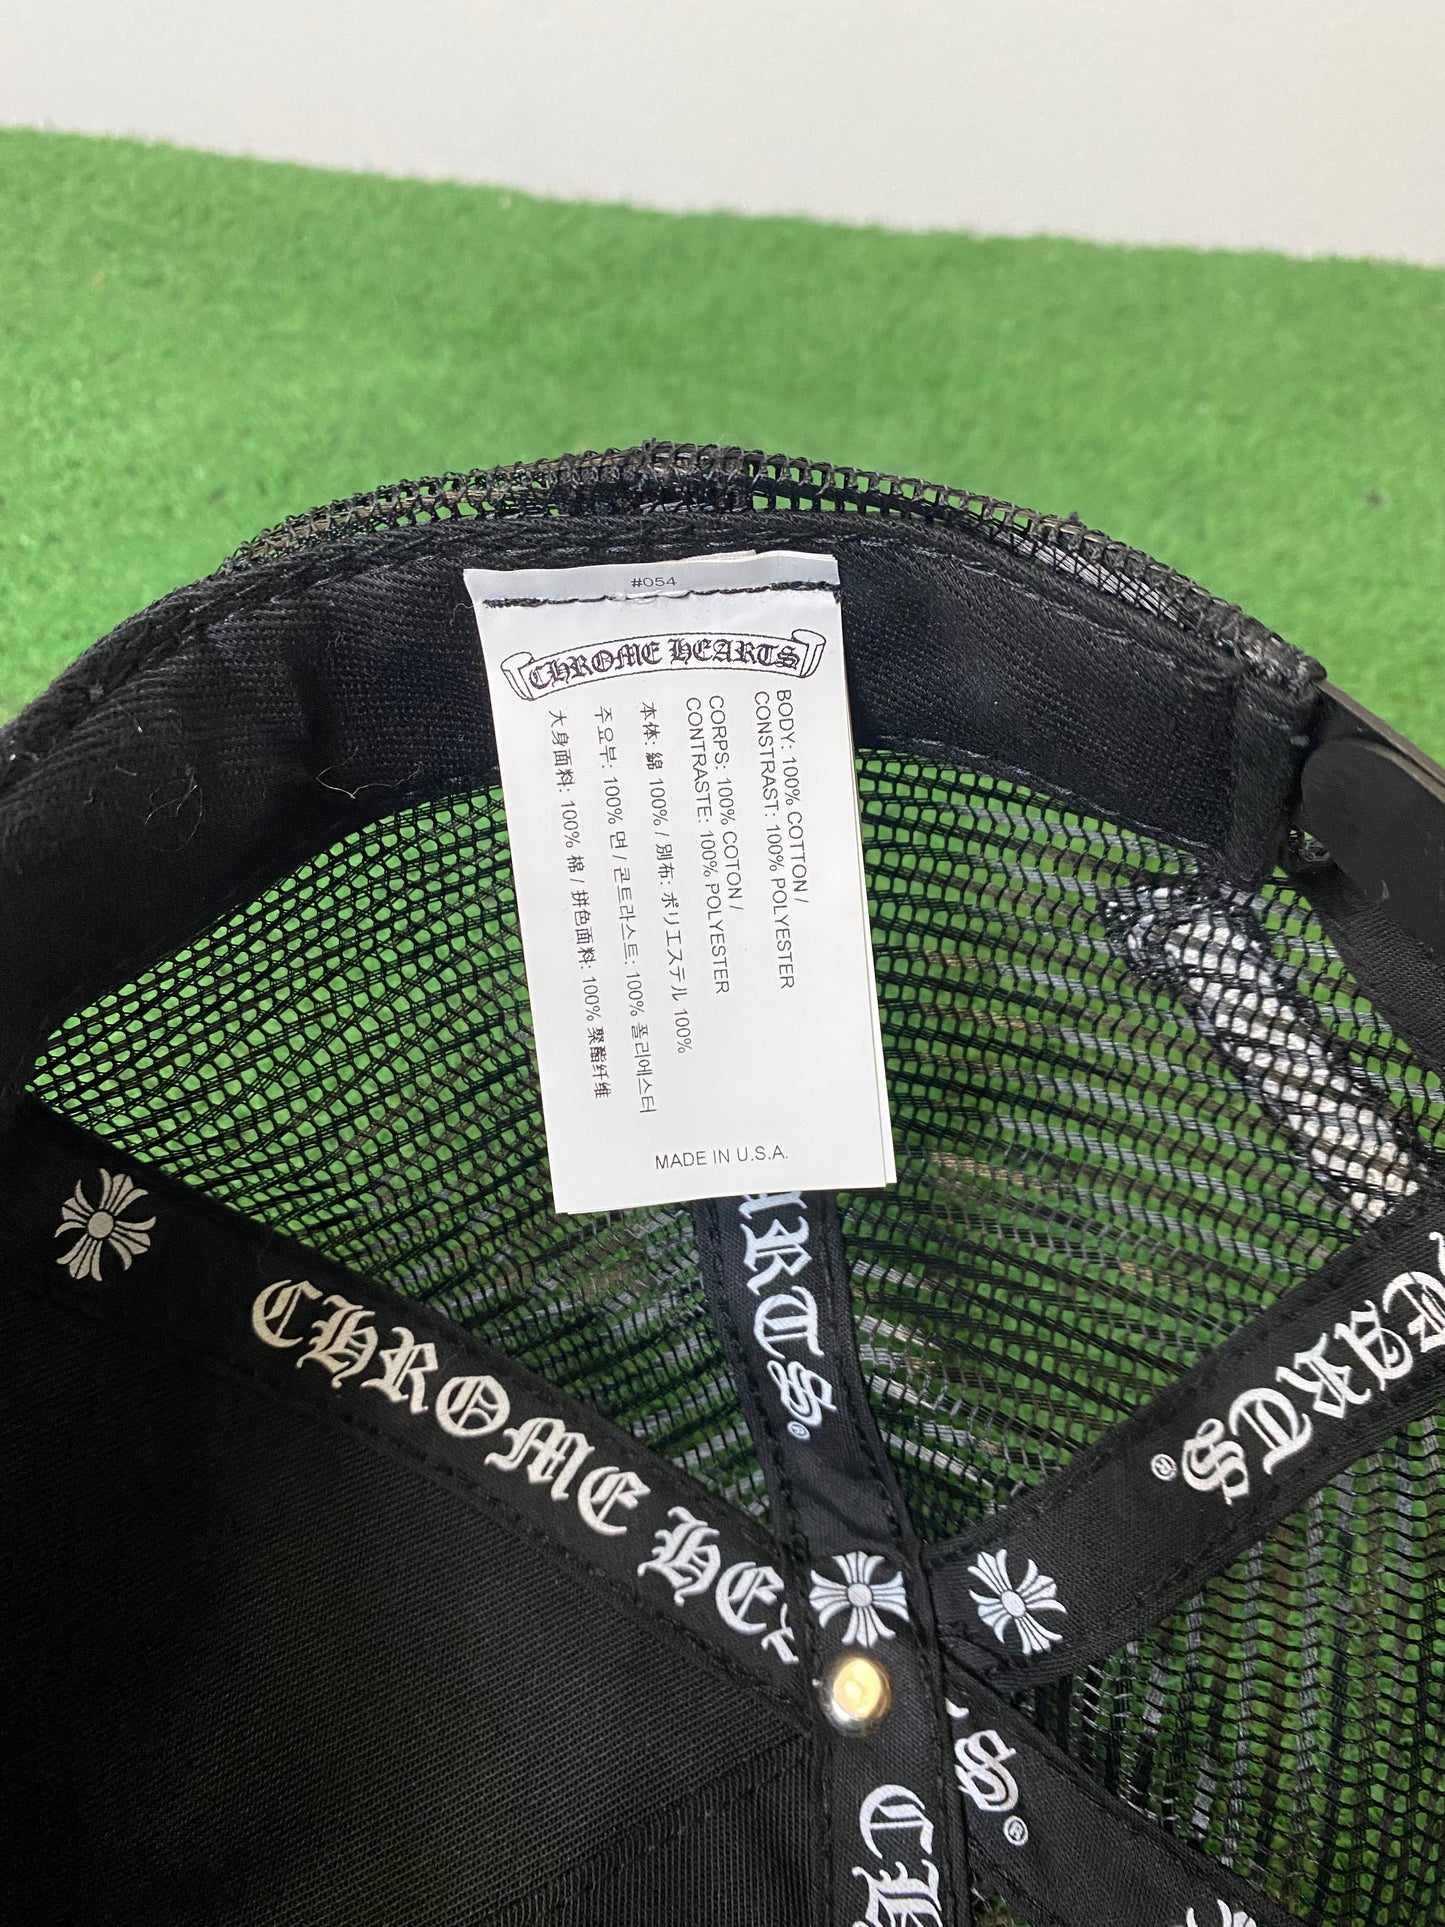 #054
CHROME HEARTS
BODY: 100% COTTON /
CONSTRAST: 100% POLYESTER
CORPS: 100% COTON /
CONTRASTE: 100% POLYESTER
本体: 綿 100% / 別布: ポリエステル 100%
주요부: 100% 면 / 콘트라스트: 100% 폴리에스터
大身面料: 100% 棉 / 拼色面料: 100% 聚酯纤维
MADE IN U.S.A.
ARTS®
CHROME HE
EARTS®
S®
CH